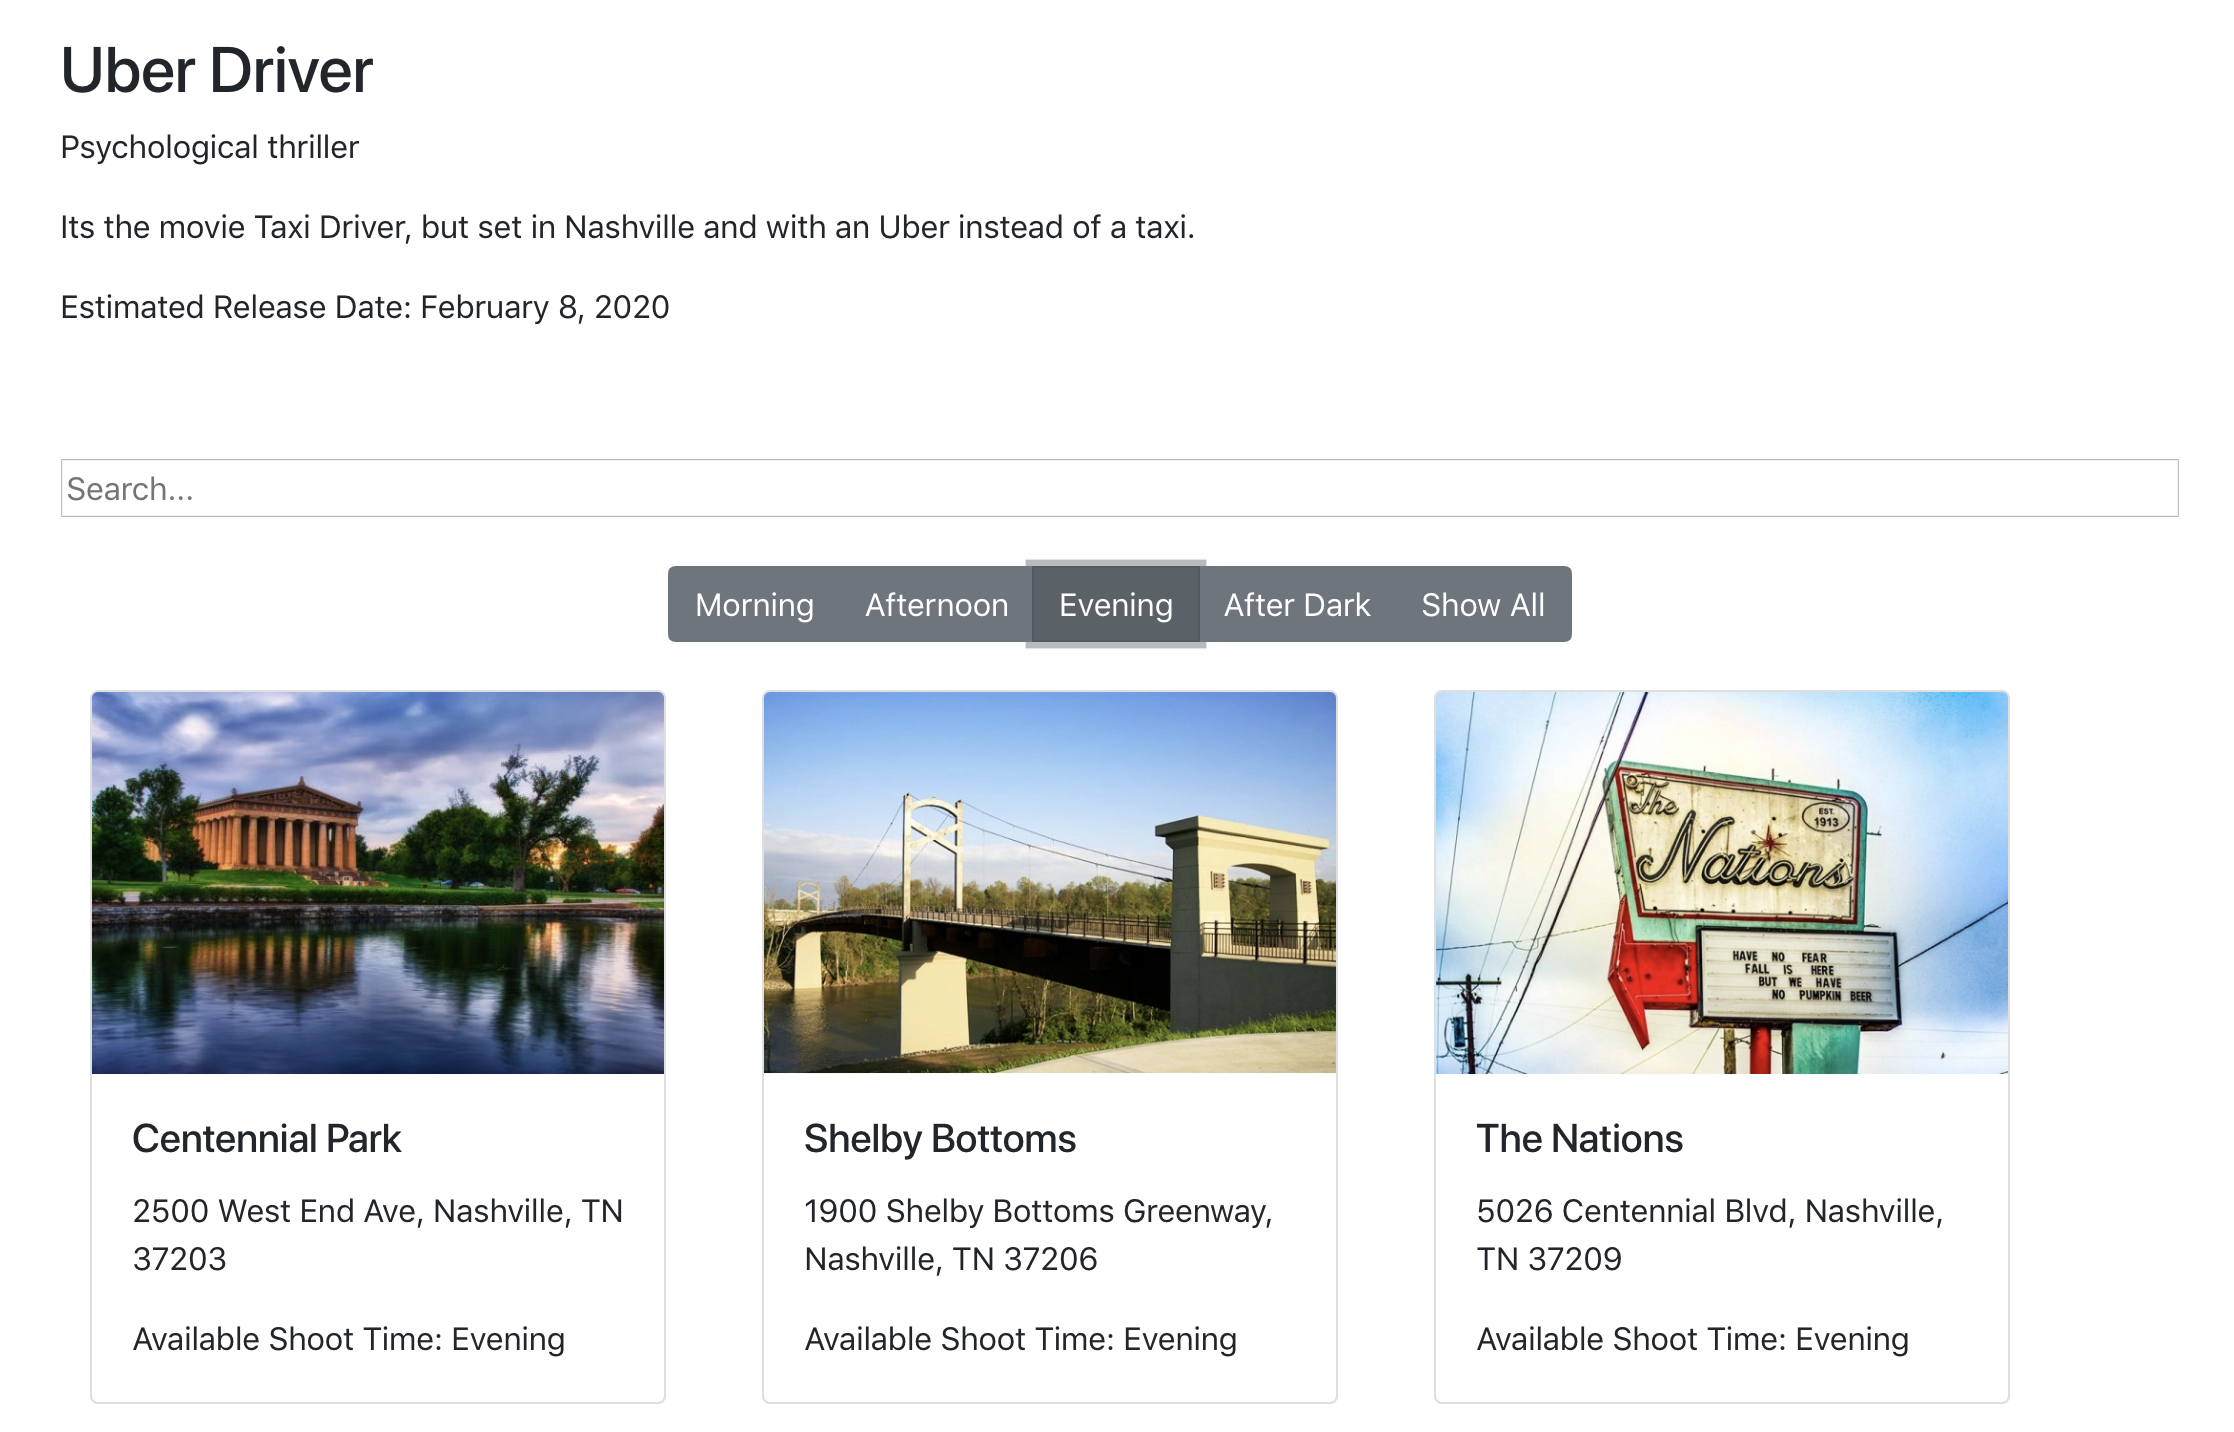 Uber Driver
Psychological thriller
Its the movie Taxi Driver, but set in Nashville and with an Uber instead of a taxi.
Estimated Release Date: February 8, 2020
Search...
Morning Afternoon Evening After Dark Show All
The
Nations
EST.
1913
HAVE NO FEAR
FALL IS HERE
BUT WE HAVE
NO PUMPKIN BEER
Centennial Park
2500 West End Ave, Nashville, TN
37203
Available Shoot Time: Evening
Shelby Bottoms
1900 Shelby Bottoms Greenway,
Nashville, TN 37206
Available Shoot Time: Evening
The Nations
5026 Centennial Blvd, Nashville,
TN 37209
Available Shoot Time: Evening